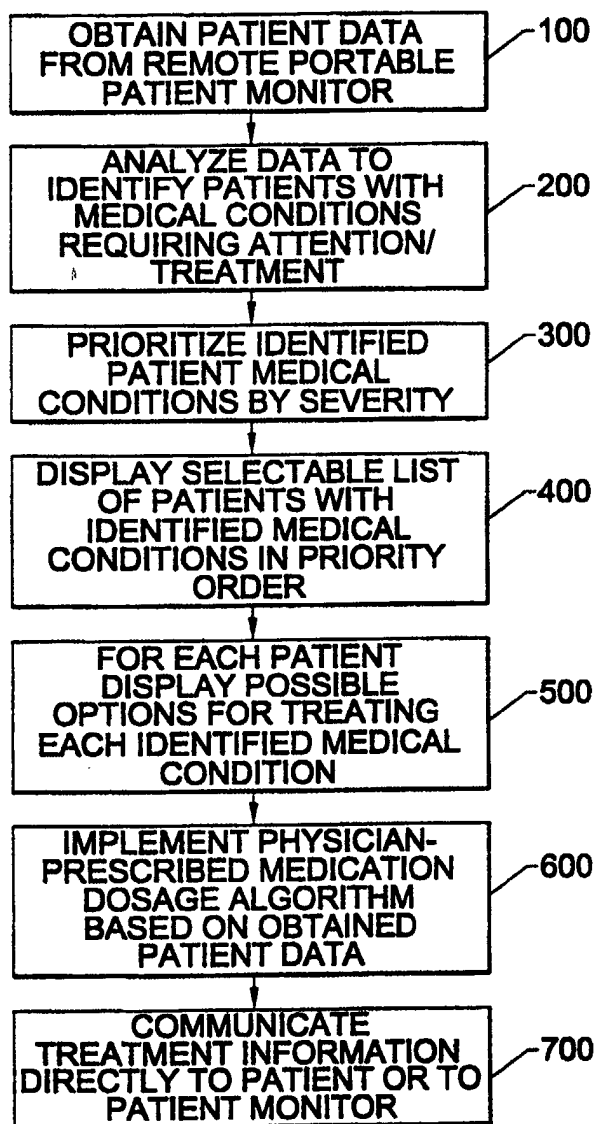 OBTAIN PATIENT DATA
FROM REMOTE PORTABLE
PATIENT MONITOR
100
ANALYZE DATA TO
IDENTIFY PATIENTS WITH
MEDICAL CONDITIONS
REQUIRING ATTENTION/
TREATMENT
200
PRIORITIZE IDENTIFIED
PATIENT MEDICAL
CONDITIONS BY SEVERITY
300
DISPLAY SELECTABLE LIST
OF PATIENTS WITH
IDENTIFIED MEDICAL
CONDITIONS IN PRIORITY
ORDER
400
FOR EACH PATIENT
DISPLAY POSSIBLE
OPTIONS FOR TREATING
EACH IDENTIFIED MEDICAL
CONDITION
500
IMPLEMENT PHYSICIAN-
PRESCRIBED MEDICATION
DOSAGE ALGORITHM
BASED ON OBTAINED
PATIENT DATA
600
COMMUNICATE
TREATMENT INFORMATION
DIRECTLY TO PATIENT OR TO
PATIENT MONITOR
700